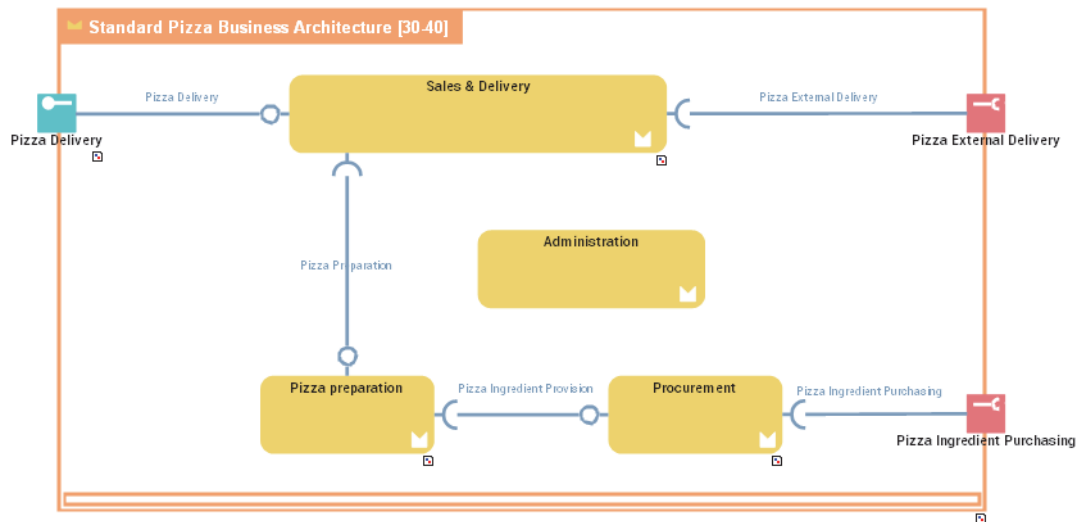 Standard Pizza Business Architecture [30-40]
Pizza Delivery
Sales & Delivery
Pizza External Delivery
Pizza Delivery
Pizza External Delivery
Administration
Pizza Preparation
Pizza preparation
Pizza Ingredient Provision
Procurement
Pizza Ingredient Purchasing
Pizza Ingredient Purchasing